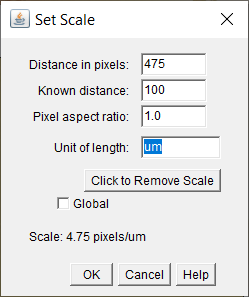 Set Scale
Distance in pixels: 475
Known distance: 100
Pixel aspect ratio: 1.0
Unit of length: um
Click to Remove Scale
Global
Scale: 4.75 pixels/um
OK Cancel Help